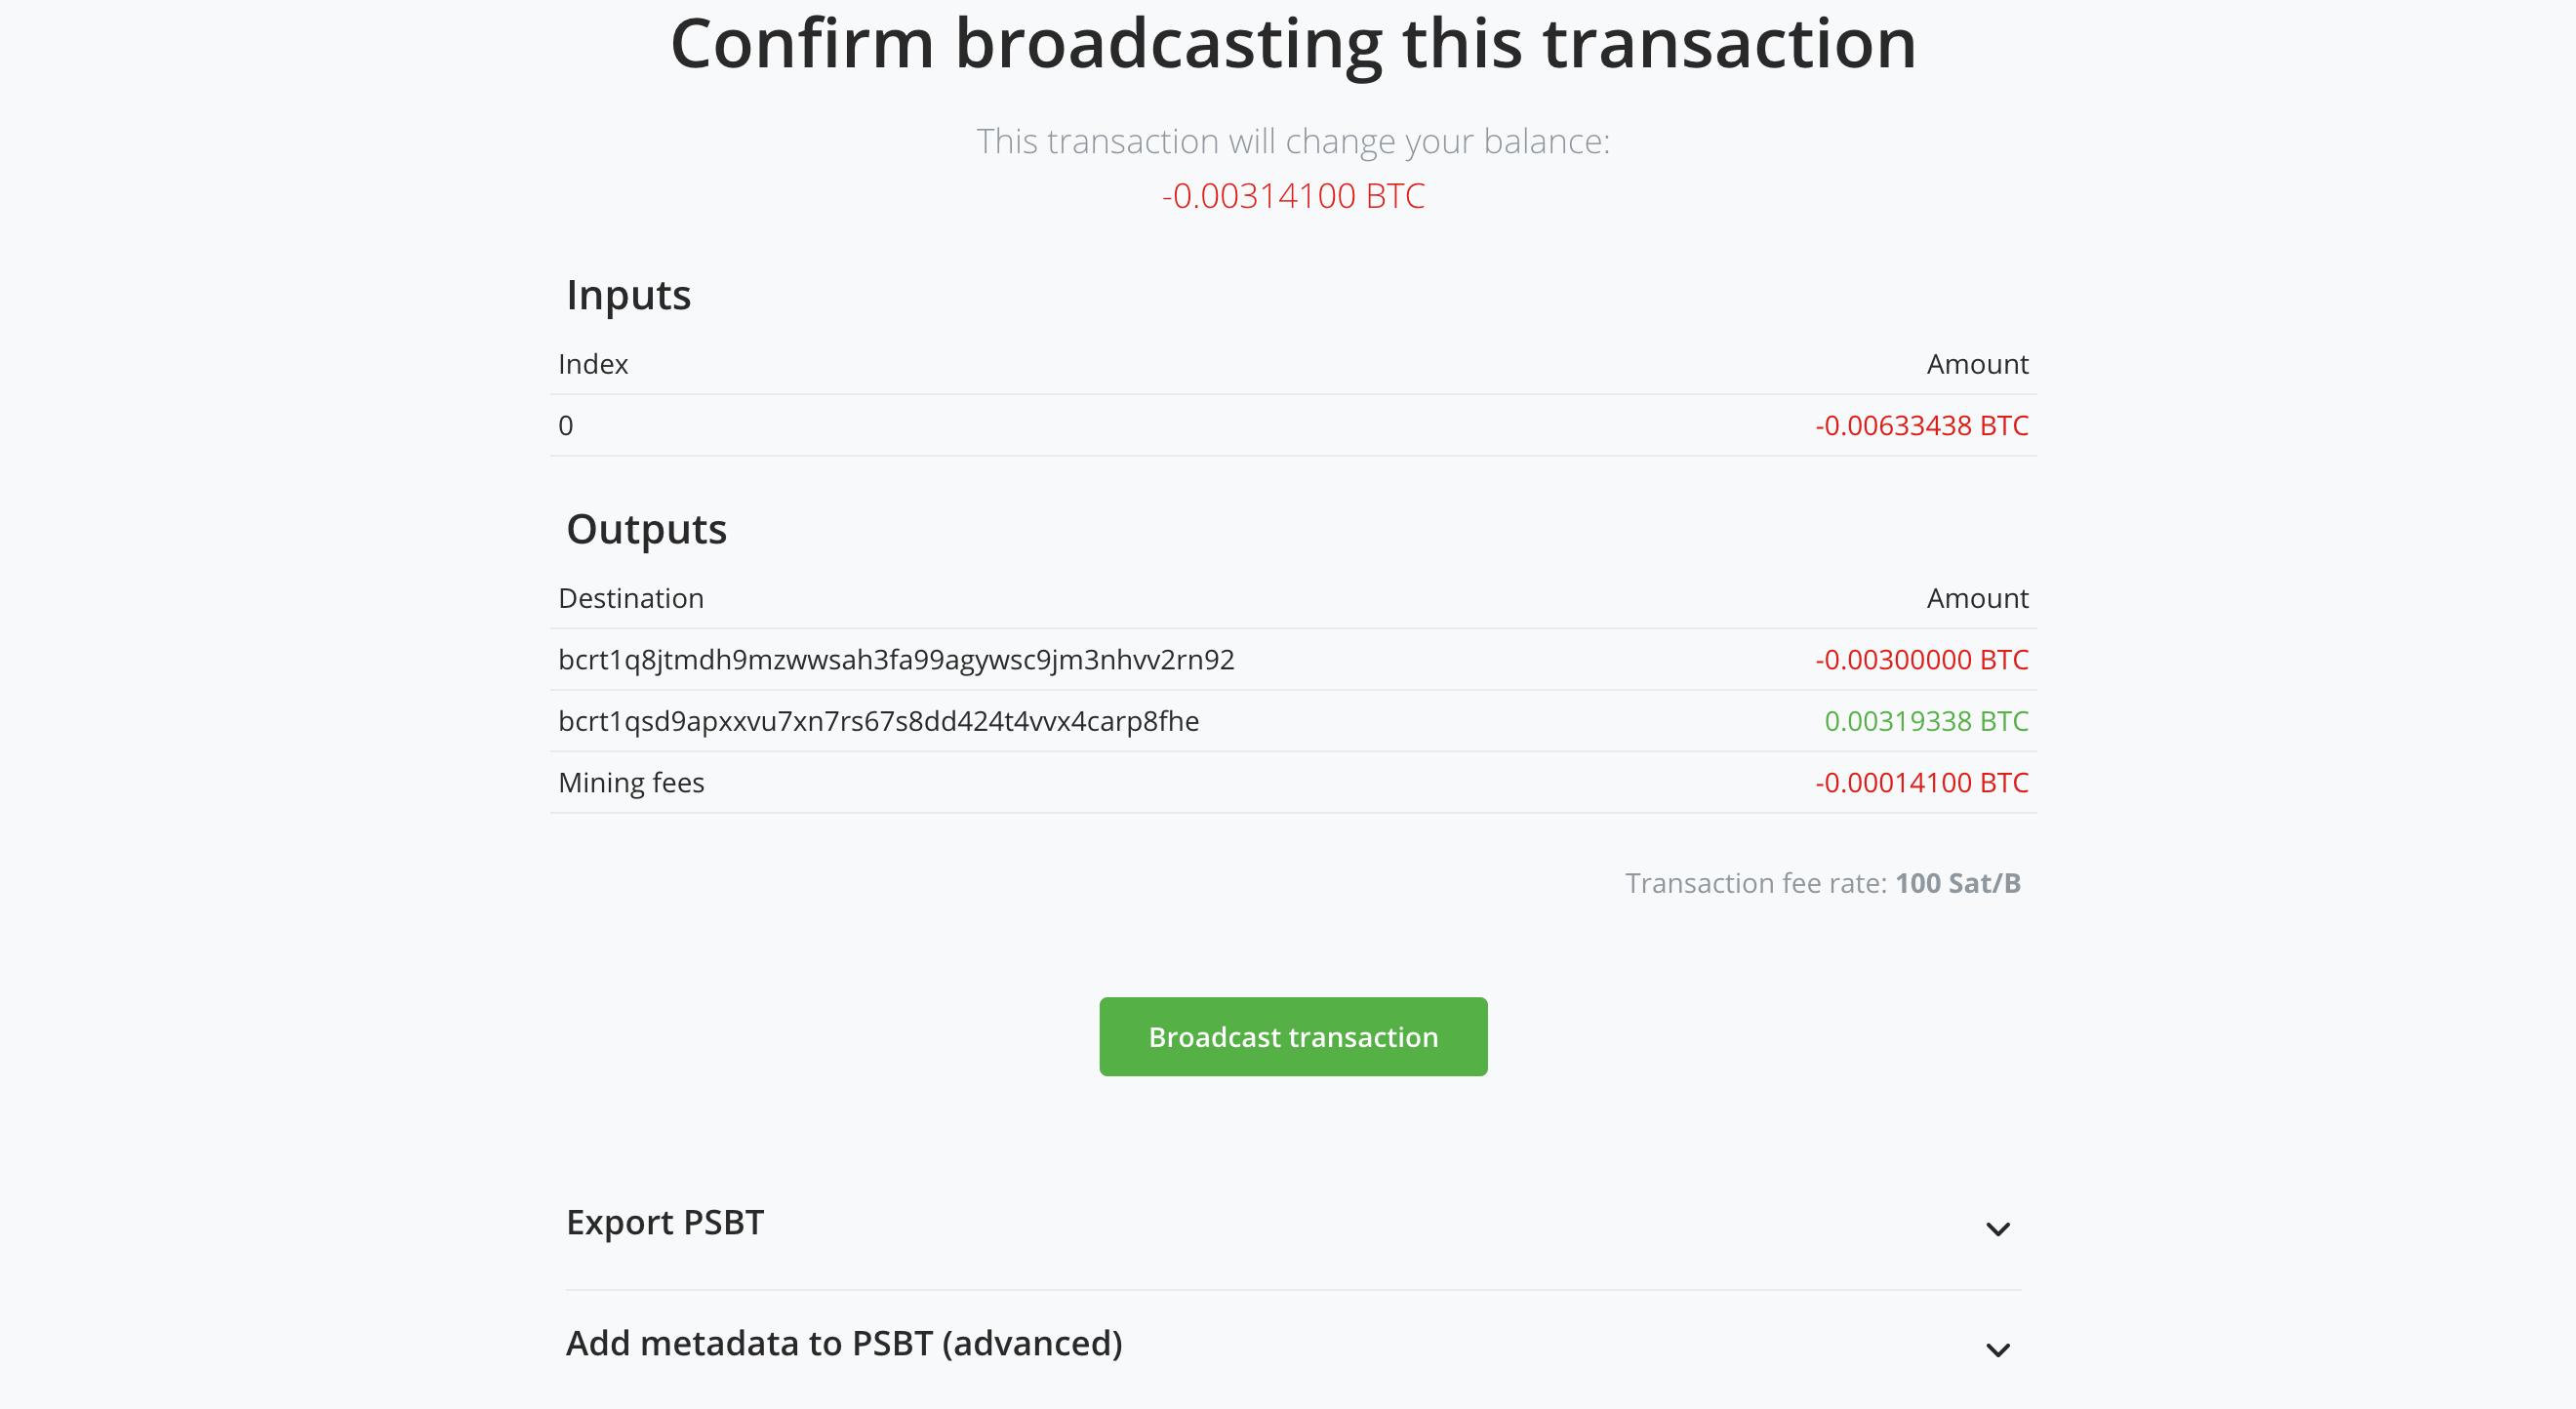 Confirm broadcasting this transaction
This transaction will change your balance:
-0.00314100 BTC
Inputs
Index Amount
0 -0.00633438 BTC
Outputs
Destination Amount
bcrt1q8jtmdh9mzwwsah3fa99agywsc9jm3nhvv2rn92 -0.00300000 BTC
bcrt1qsd9apxxvu7xn7rs67s8dd424t4vvx4carp8fhe 0.00319338 BTC
Mining fees -0.00014100 BTC
Transaction fee rate: 100 Sat/B
Broadcast transaction
Export PSBT
Add metadata to PSBT (advanced)